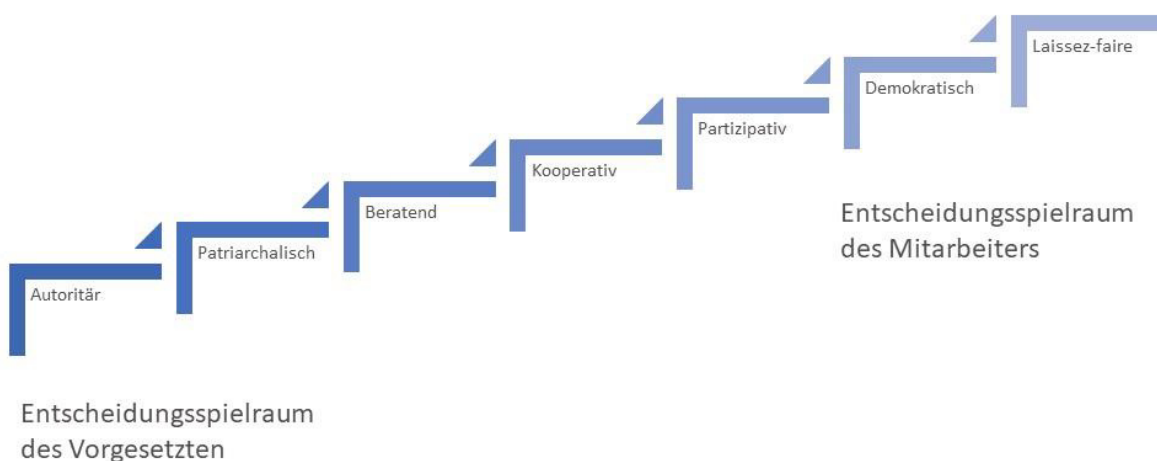 Laissez-faire
Demokratisch
Partizipativ
Kooperativ
Beratend
Patriarchalisch
Autoritär
Entscheidungsspielraum
des Mitarbeiters
Entscheidungsspielraum
des Vorgesetzten